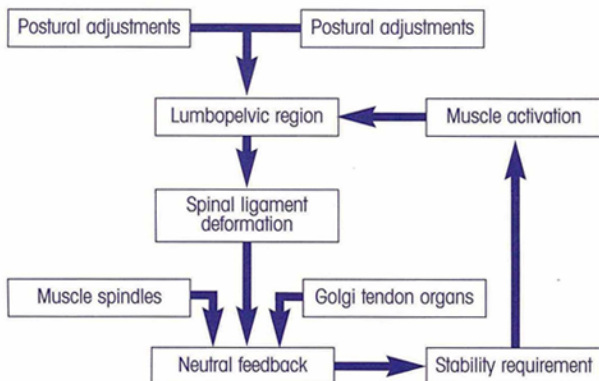 Postural adjustments
Postural adjustments
Lumbopelvic region
Muscle activation
Spinal ligament
deformation
Muscle spindles
Golgi tendon organs
Neutral feedback
Stability requirement